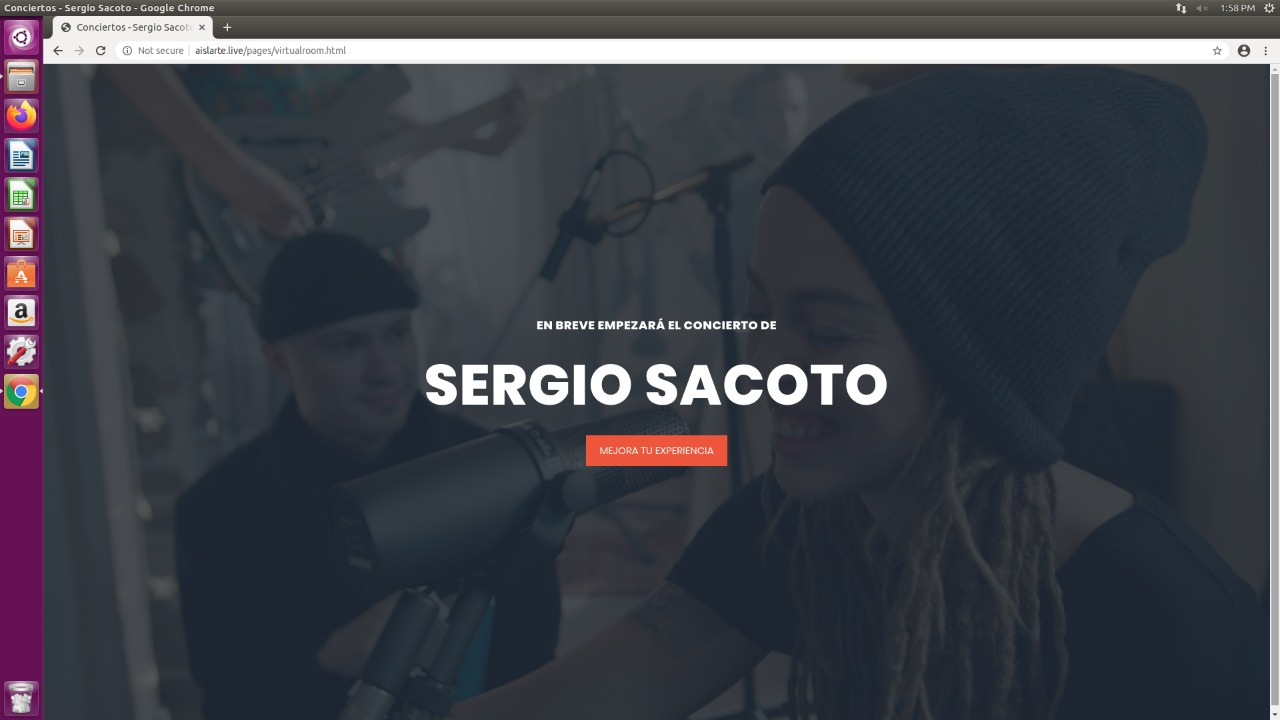 Conciertos - Sergio Sacoto - Google Chrome
1:58 PM
Conciertos - Sergio Sacoto
Not secure
aislarte.live/pages/virtualroom.html
EN BREVE EMPEZARÁ EL CONCIERTO DE
SERGIO SACOTO
MEJORA TU EXPERIENCIA